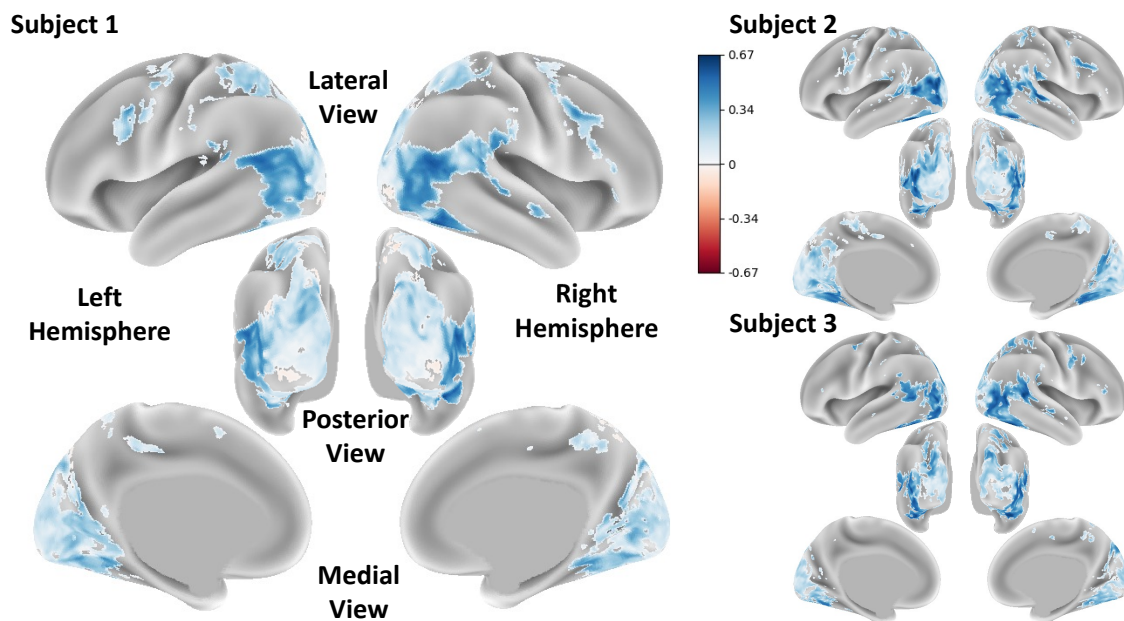 Subject 1
Lateral
View
Left
Hemisphere
Right
Hemisphere
Posterior
View
Medial
View
0.67
0.34
0
-0.34
-0.67
Subject 2
Subject 3